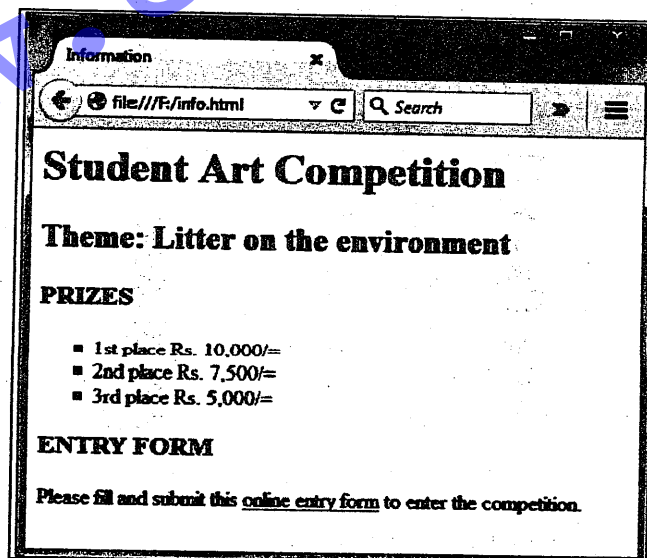 Information
file:///F:/info.html
Search
Student Art Competition
Theme: Litter on the environment
PRIZES
1st place Rs. 10,000/=
2nd place Rs. 7,500/=
3rd place Rs. 5,000/=
ENTRY FORM
Please fill and submit this online entry form to enter the competition.